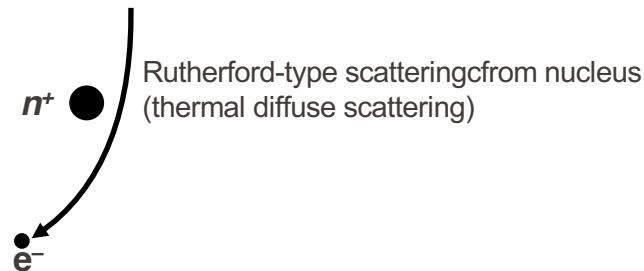 Rutherford-type scatteringcfrom nucleus
n⁺
(thermal diffuse scattering)
e⁻